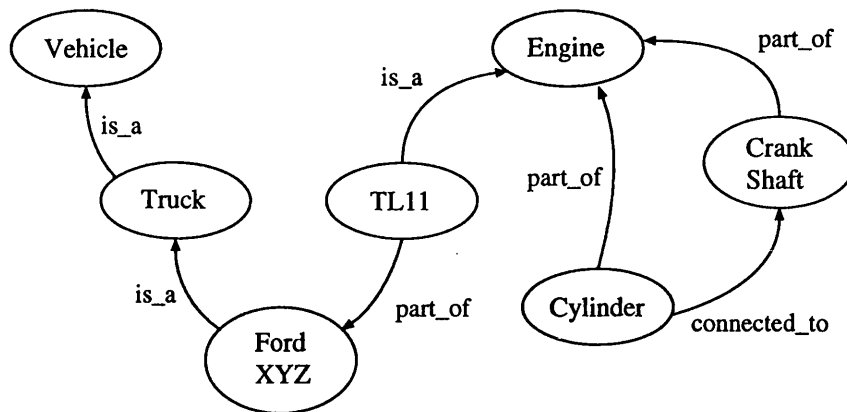 Vehicle
Engine
part_of
is_a
is_a
Crank
Shaft
part_of
Truck
TL11
is_a
part_of
Cylinder
connected_to
Ford
XYZ